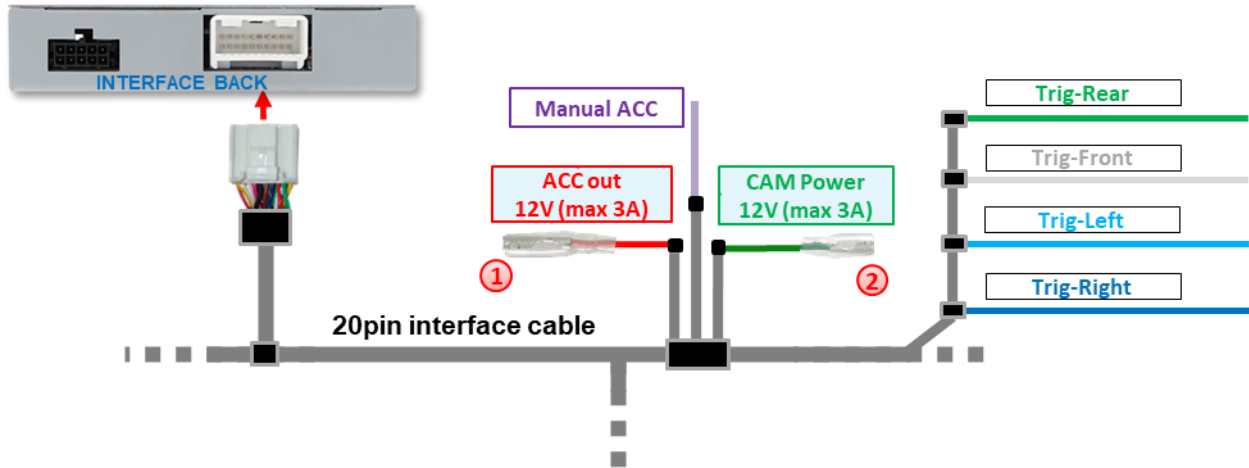 INTERFACE BACK
Manual ACC
ACC out
12V (max 3A)
CAM Power
12V (max 3A)
1
2
20pin interface cable
Trig-Rear
Trig-Front
Trig-Left
Trig-Right